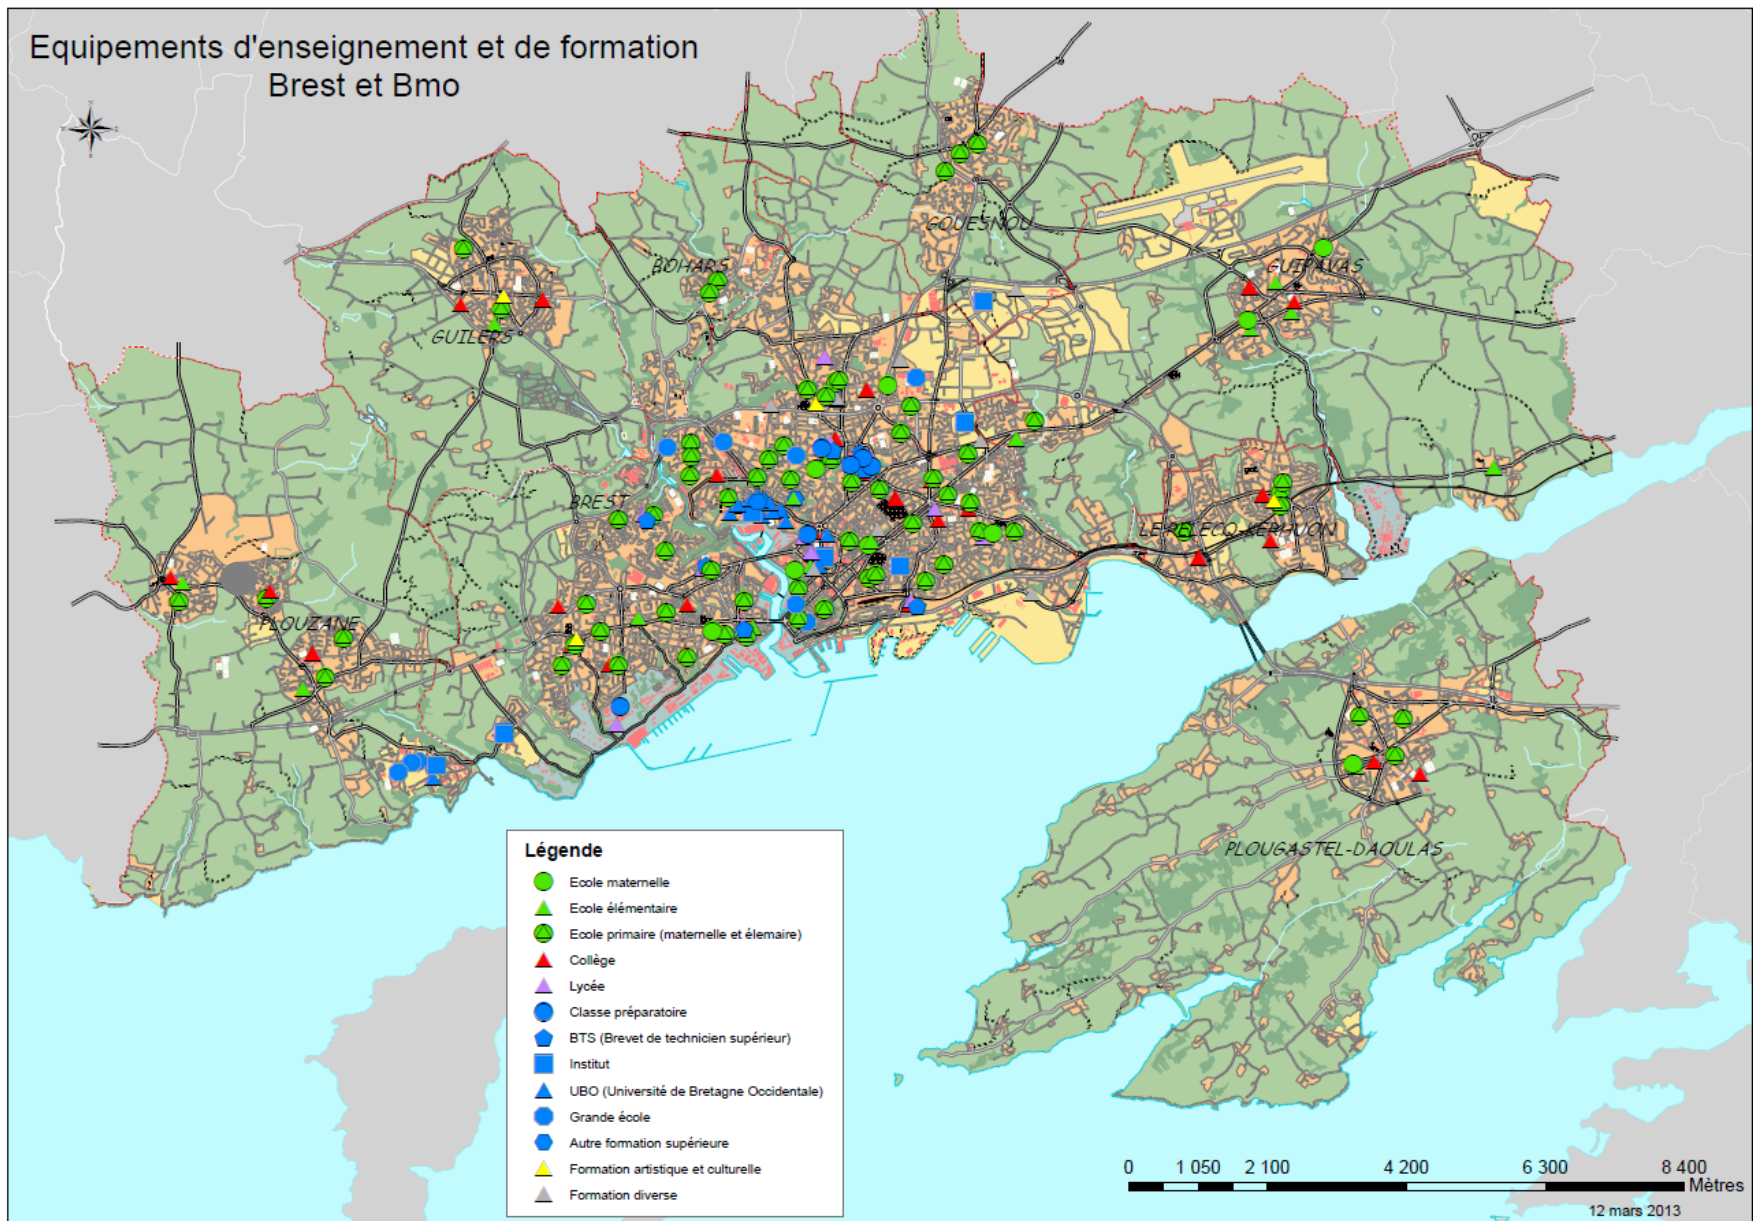 Equipements d'enseignement et de formation
Brest et Bmo
GOUESNOU
BOHARS
GUIPAVAS
GUILERS
BREST
LE-RELECQ-KERHUON
PLOUZANE
PLOUGASTEL-DAOULAS
Légende
Ecole maternelle
Ecole élémentaire
Ecole primaire (maternelle et élemaire)
Collège
Lycée
Classe préparatoire
BTS (Brevet de technicien supérieur)
Institut
UBO (Université de Bretagne Occidentale)
Grande école
Autre formation supérieure
Formation artistique et culturelle
Formation diverse
0 1 050 2 100 4 200 6 300 8 400
Mètres
12 mars 2013